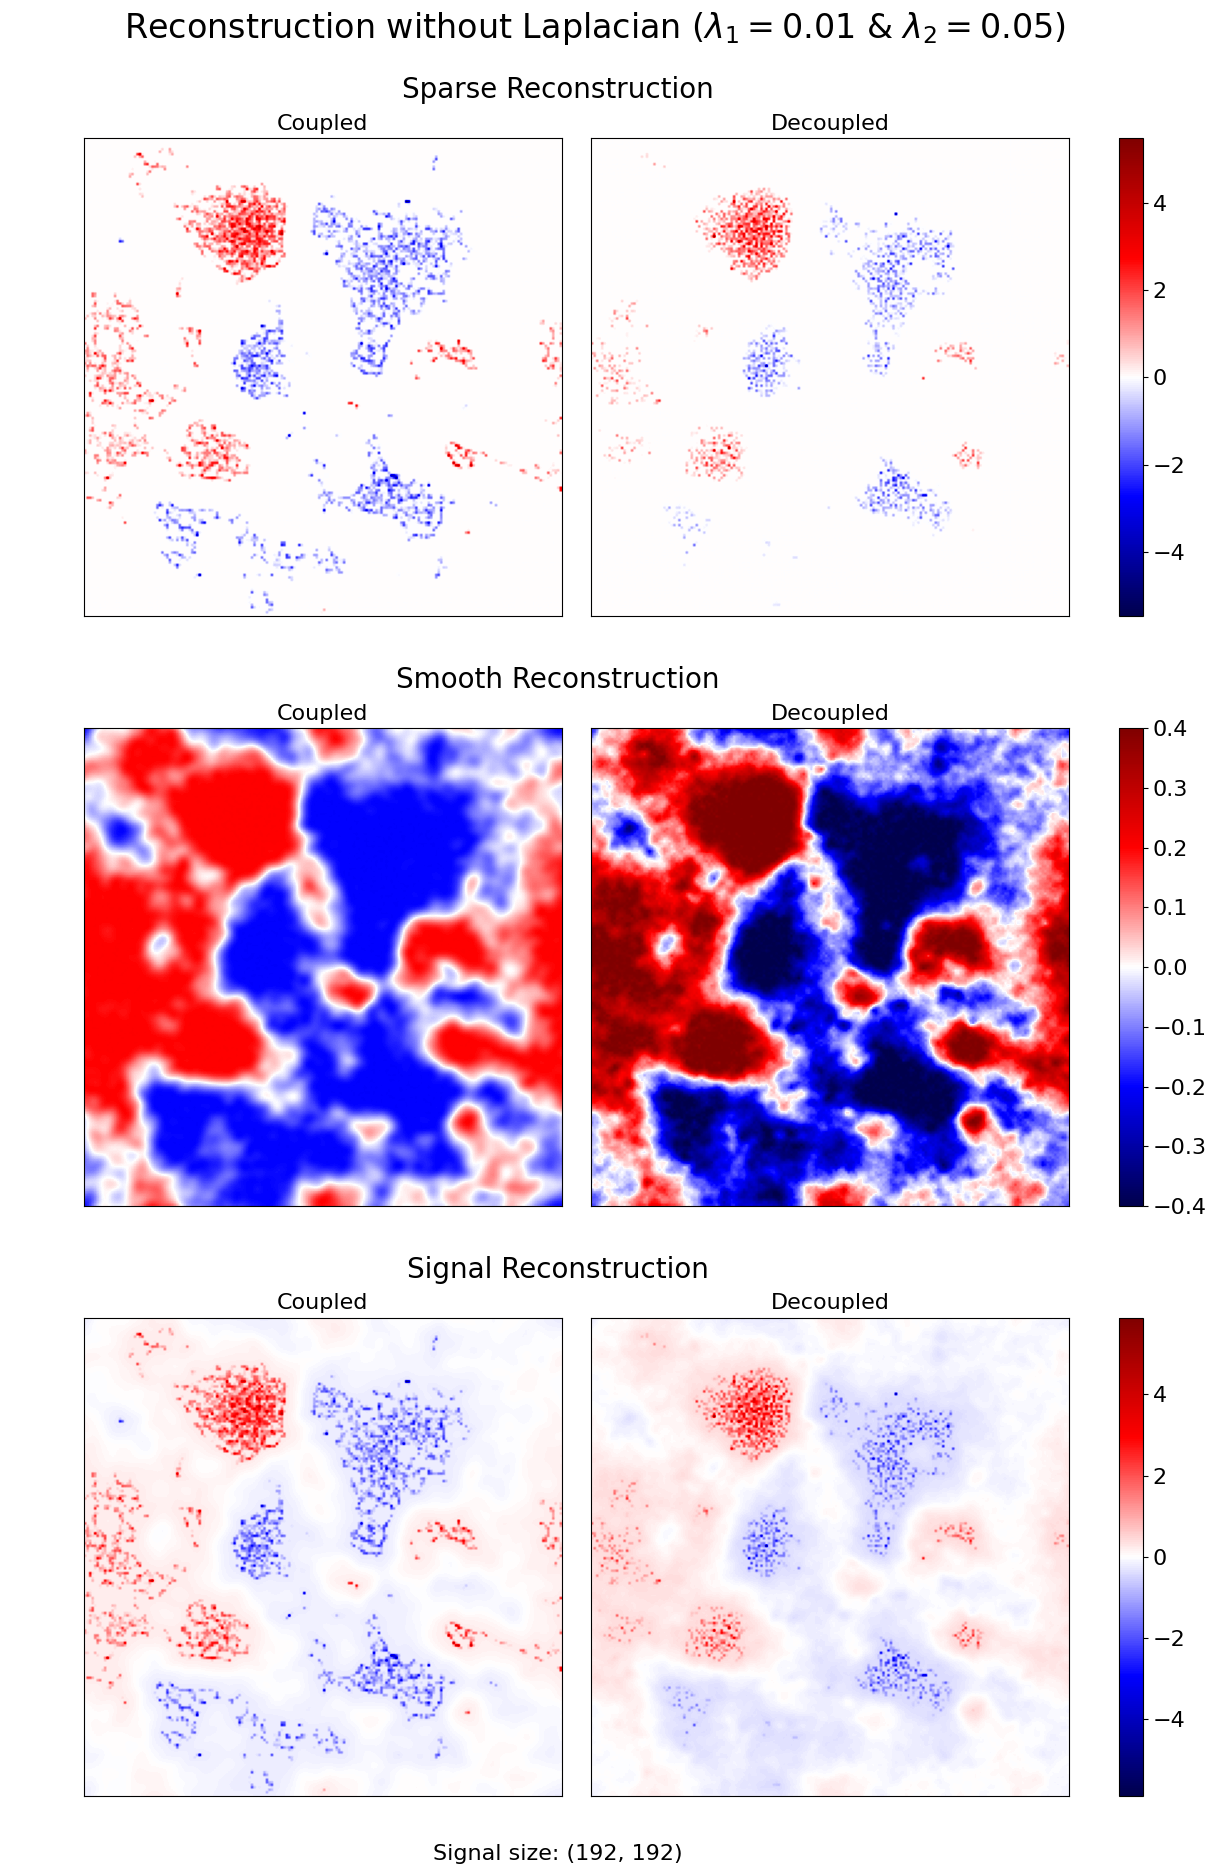 Reconstruction without Laplacian (λ₁ = 0.01 & λ₂ = 0.05)
Sparse Reconstruction
Coupled
Decoupled
4
2
0
−2
−4
Smooth Reconstruction
Coupled
Decoupled
0.4
0.3
0.2
0.1
0.0
−0.1
−0.2
−0.3
−0.4
Signal Reconstruction
Coupled
Decoupled
4
2
0
−2
−4
Signal size: (192, 192)